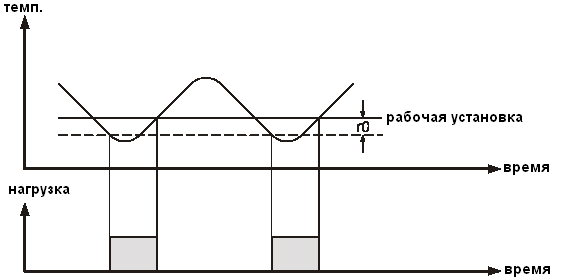 темп.
рабочая установка
r0
время
нагрузка
время